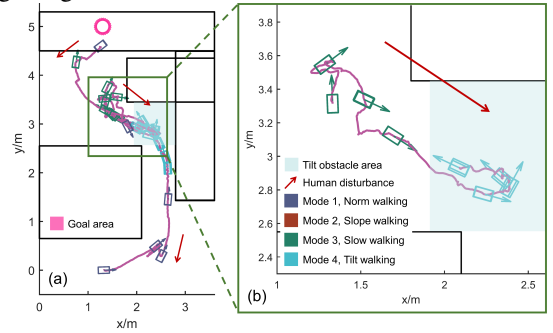 y/m
5
4
3
2
1
0
0
1
2
3
x/m
Goal area
(a)
y/m
3.8
3.6
3.4
3.2
3
2.8
2.6
2.4
1
1.5
2
2.5
x/m
Tilt obstacle area
Human disturbance
Mode 1, Norm walking
Mode 2, Slope walking
Mode 3, Slow walking
Mode 4, Tilt walking
(b)